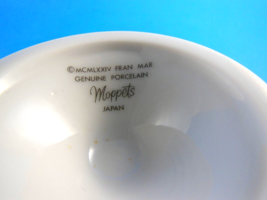 ©MCMLXXIV FRAN MAR
GENUINE PORCELAIN
Moppets
JAPAN